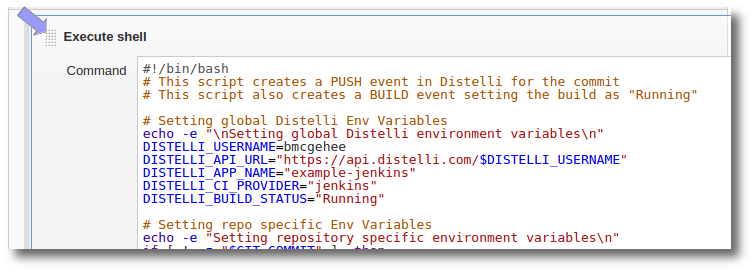 Execute shell
Command
#!/bin/bash
# This script creates a PUSH event in Distelli for the commit
# This script also creates a BUILD event setting the build as "Running"
# Setting global Distelli Env Variables
echo -e "\nSetting global Distelli environment variables\n"
DISTELLI_USERNAME=bmcgehee
DISTELLI_API_URL="https://api.distelli.com/$DISTELLI_USERNAME"
DISTELLI_APP_NAME="example-jenkins"
DISTELLI_CI_PROVIDER="jenkins"
DISTELLI_BUILD_STATUS="Running"
# Setting repo specific Env Variables
echo -e "Setting repository specific environment variables\n"
if [ ! -z "$GIT_COMMIT" ]; then